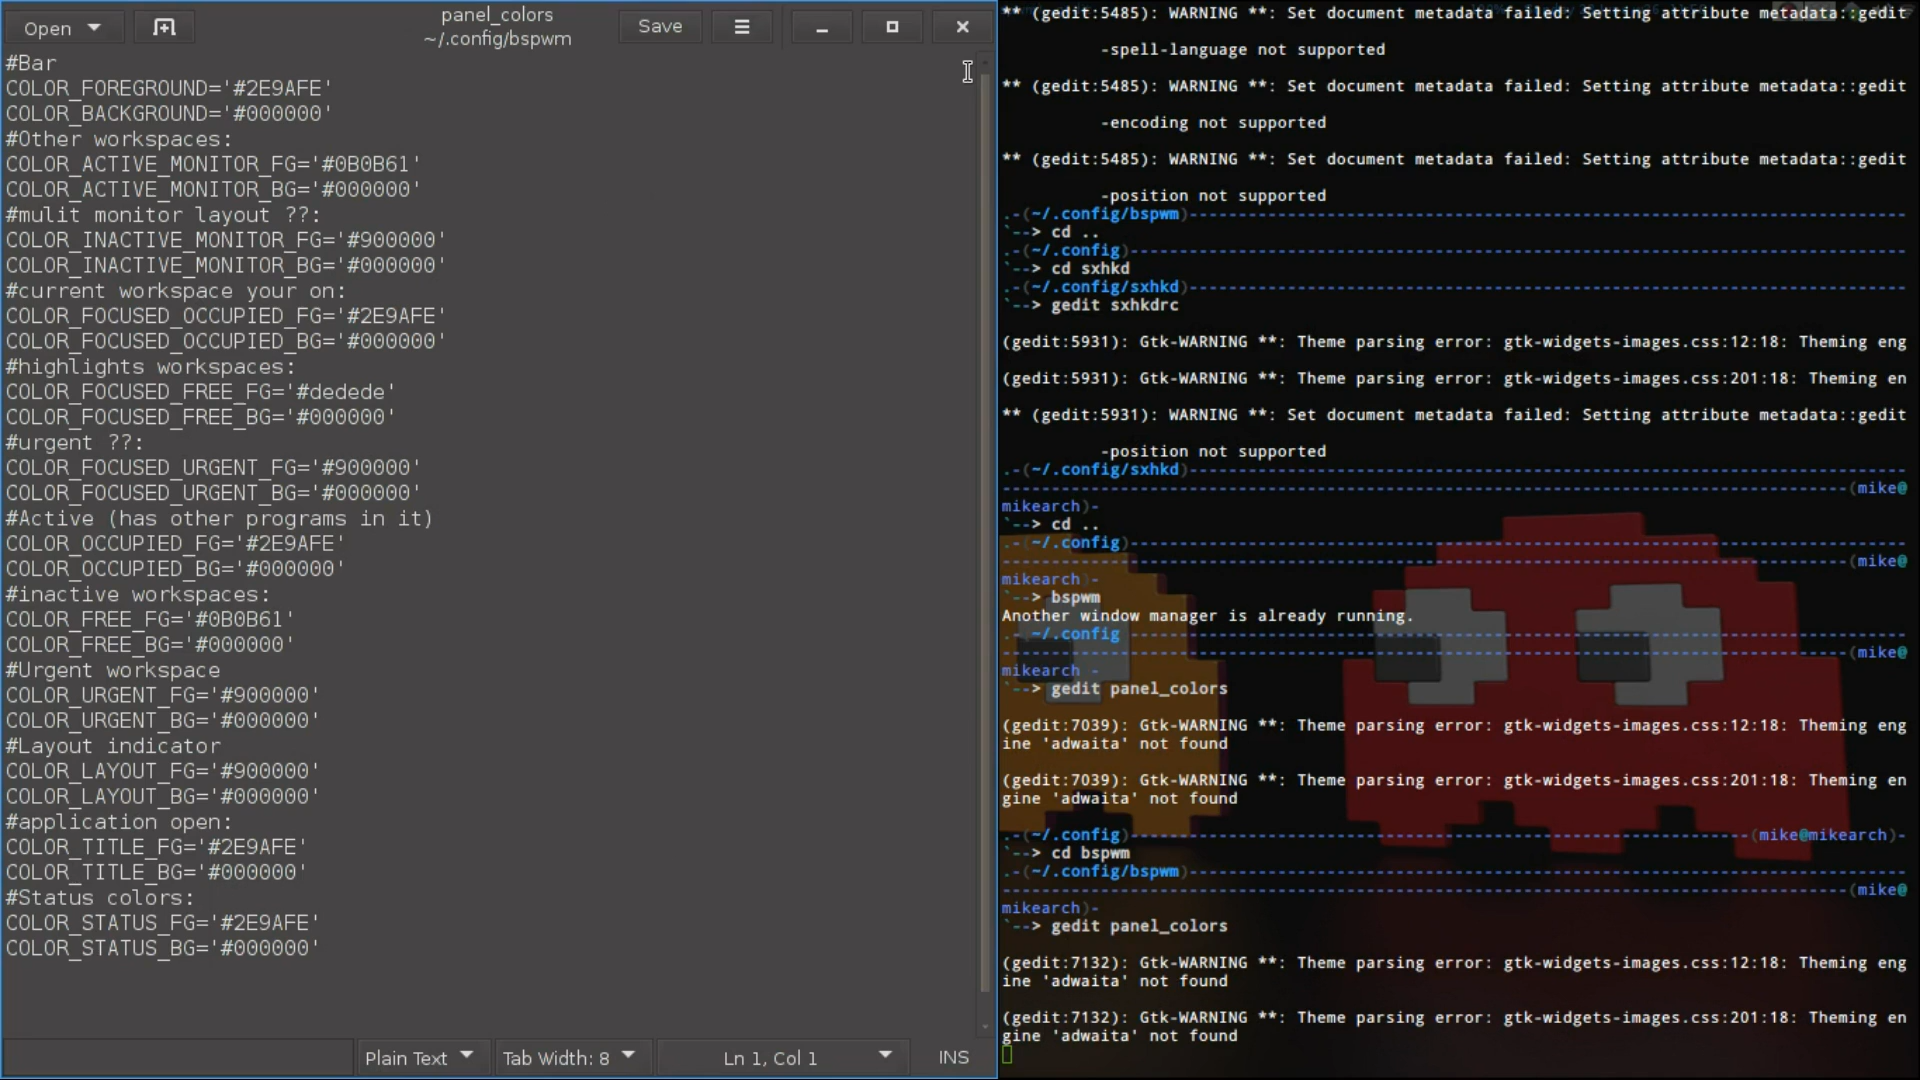 Open
panel_colors
~/.config/bspwm
Save
#Bar
COLOR_FOREGROUND='#2E9AFE'
COLOR_BACKGROUND='#000000'
#Other workspaces:
COLOR_ACTIVE_MONITOR_FG='#0B0B61'
COLOR_ACTIVE_MONITOR_BG='#000000'
#mulit monitor layout ??:
COLOR_INACTIVE_MONITOR_FG='#900000'
COLOR_INACTIVE_MONITOR_BG='#000000'
#current workspace your on:
COLOR_FOCUSED_OCCUPIED_FG='#2E9AFE'
COLOR_FOCUSED_OCCUPIED_BG='#000000'
#highlights workspaces:
COLOR_FOCUSED_FREE_FG='#dedede'
COLOR_FOCUSED_FREE_BG='#000000'
#urgent ??:
COLOR_FOCUSED_URGENT_FG='#900000'
COLOR_FOCUSED_URGENT_BG='#000000'
#Active (has other programs in it)
COLOR_OCCUPIED_FG='#2E9AFE'
COLOR_OCCUPIED_BG='#000000'
#inactive workspaces:
COLOR_FREE_FG='#0B0B61'
COLOR_FREE_BG='#000000'
#Urgent workspace
COLOR_URGENT_FG='#900000'
COLOR_URGENT_BG='#000000'
#Layout indicator
COLOR_LAYOUT_FG='#900000'
COLOR_LAYOUT_BG='#000000'
#application open:
COLOR_TITLE_FG='#2E9AFE'
COLOR_TITLE_BG='#000000'
#Status colors:
COLOR_STATUS_FG='#2E9AFE'
COLOR_STATUS_BG='#000000'
Plain Text
Tab Width: 8
Ln 1, Col 1
INS
** (gedit:5485): WARNING **: Set document metadata failed: Setting attribute metadata::gedit
-spell-language not supported
** (gedit:5485): WARNING **: Set document metadata failed: Setting attribute metadata::gedit
-encoding not supported
** (gedit:5485): WARNING **: Set document metadata failed: Setting attribute metadata::gedit
-position not supported
.-(~/.config/bspwm)-------------------------------------------------------------------------
`--> cd ..
.-(~/.config)-------------------------------------------------------------------------------
`--> cd sxhkd
.-(~/.config/sxhkd)-------------------------------------------------------------------------
`--> gedit sxhkdrc
(gedit:5931): Gtk-WARNING **: Theme parsing error: gtk-widgets-images.css:12:18: Theming eng
(gedit:5931): Gtk-WARNING **: Theme parsing error: gtk-widgets-images.css:201:18: Theming en
** (gedit:5931): WARNING **: Set document metadata failed: Setting attribute metadata::gedit
-position not supported
.-(~/.config/sxhkd)-------------------------------------------------------------------------
--------------------------------------------------------------------------------------(mike@
mikearch)-
`--> cd ..
.-(~/.config)-------------------------------------------------------------------------------
--------------------------------------------------------------------------------------(mike@
mikearch)-
`--> bspwm
Another window manager is already running.
.-(~/.config)-------------------------------------------------------------------------------
--------------------------------------------------------------------------------------(mike@
mikearch)-
`--> gedit panel_colors
(gedit:7039): Gtk-WARNING **: Theme parsing error: gtk-widgets-images.css:12:18: Theming eng
ine 'adwaita' not found
(gedit:7039): Gtk-WARNING **: Theme parsing error: gtk-widgets-images.css:201:18: Theming en
gine 'adwaita' not found
.-(~/.config)---------------------------------------------------------------(mike@mikearch)-
`--> cd bspwm
.-(~/.config/bspwm)-------------------------------------------------------------------------
--------------------------------------------------------------------------------------(mike@
mikearch)-
`--> gedit panel_colors
(gedit:7132): Gtk-WARNING **: Theme parsing error: gtk-widgets-images.css:12:18: Theming eng
ine 'adwaita' not found
(gedit:7132): Gtk-WARNING **: Theme parsing error: gtk-widgets-images.css:201:18: Theming en
gine 'adwaita' not found